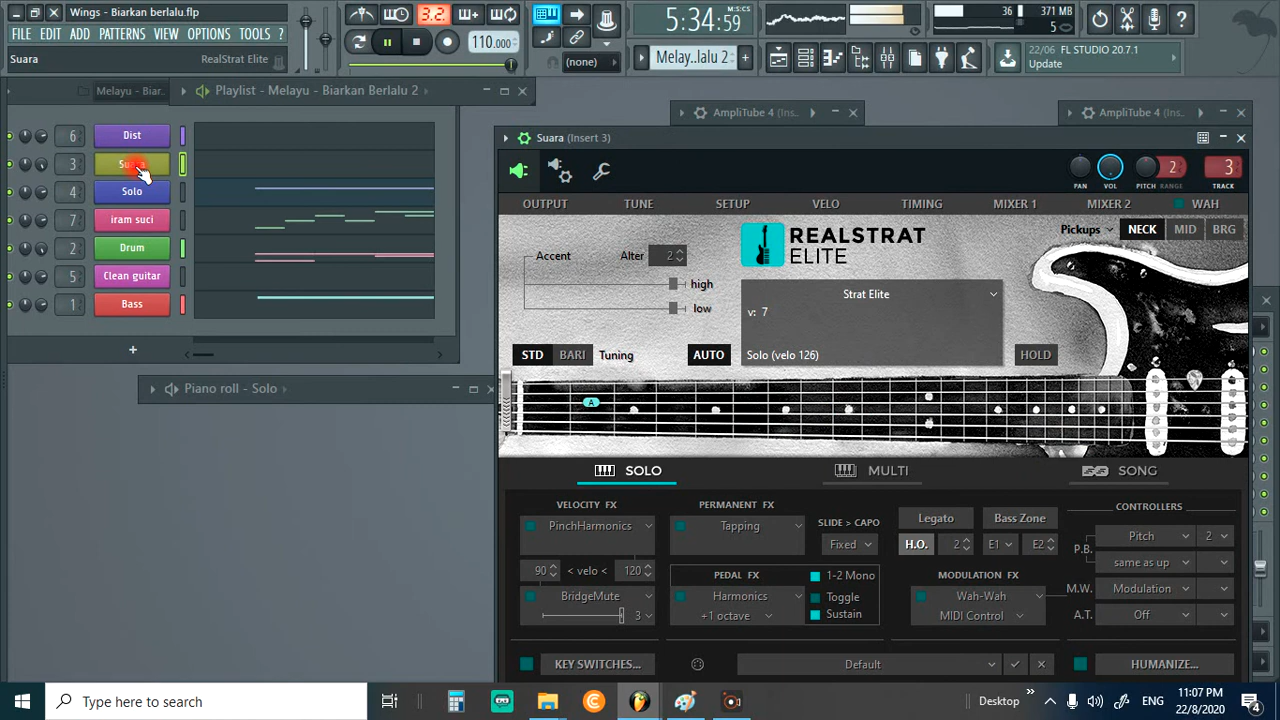 Wings - Biarkan berlalu.flp
FILE EDIT ADD PATTERNS VIEW OPTIONS TOOLS ?
Suara RealStrat Elite
3.2
110.000
5:34:59
M:S:CS
(none)
Melay..lalu 2
36
371 MB
5
22/06 FL STUDIO 20.7.1
Update
Melayu - Biar..
Playlist - Melayu - Biarkan Berlalu 2
6 Dist
3
4 Solo
7 iram suci
2 Drum
5 Clean guitar
1 Bass
Piano roll - Solo
AmpliTube 4 (Ins..
AmpliTube 4 (Ins..
Suara (Insert 3)
PAN VOL PITCH RANGE 2 3 TRACK
OUTPUT TUNE SETUP VELO TIMING MIXER 1 MIXER 2 WAH
REALSTRAT
ELITE
Pickups NECK MID BRG
Accent Alter 2
high
low
Strat Elite
v: 7
Solo (velo 126)
STD BARI Tuning AUTO HOLD
A
SOLO MULTI SONG
VELOCITY FX PERMANENT FX CONTROLLERS
PinchHarmonics Tapping SLIDE > CAPO Legato Bass Zone
Fixed H.O. 2 E1 E2
P.B. Pitch 2
same as up
90 < velo < 120
PEDAL FX 1-2 Mono MODULATION FX
BridgeMute Harmonics Toggle Wah-Wah M.W. Modulation
3 +1 octave Sustain MIDI Control A.T. Off
KEY SWITCHES... Default HUMANIZE...
Type here to search
Desktop
ENG
11:07 PM
22/8/2020
4